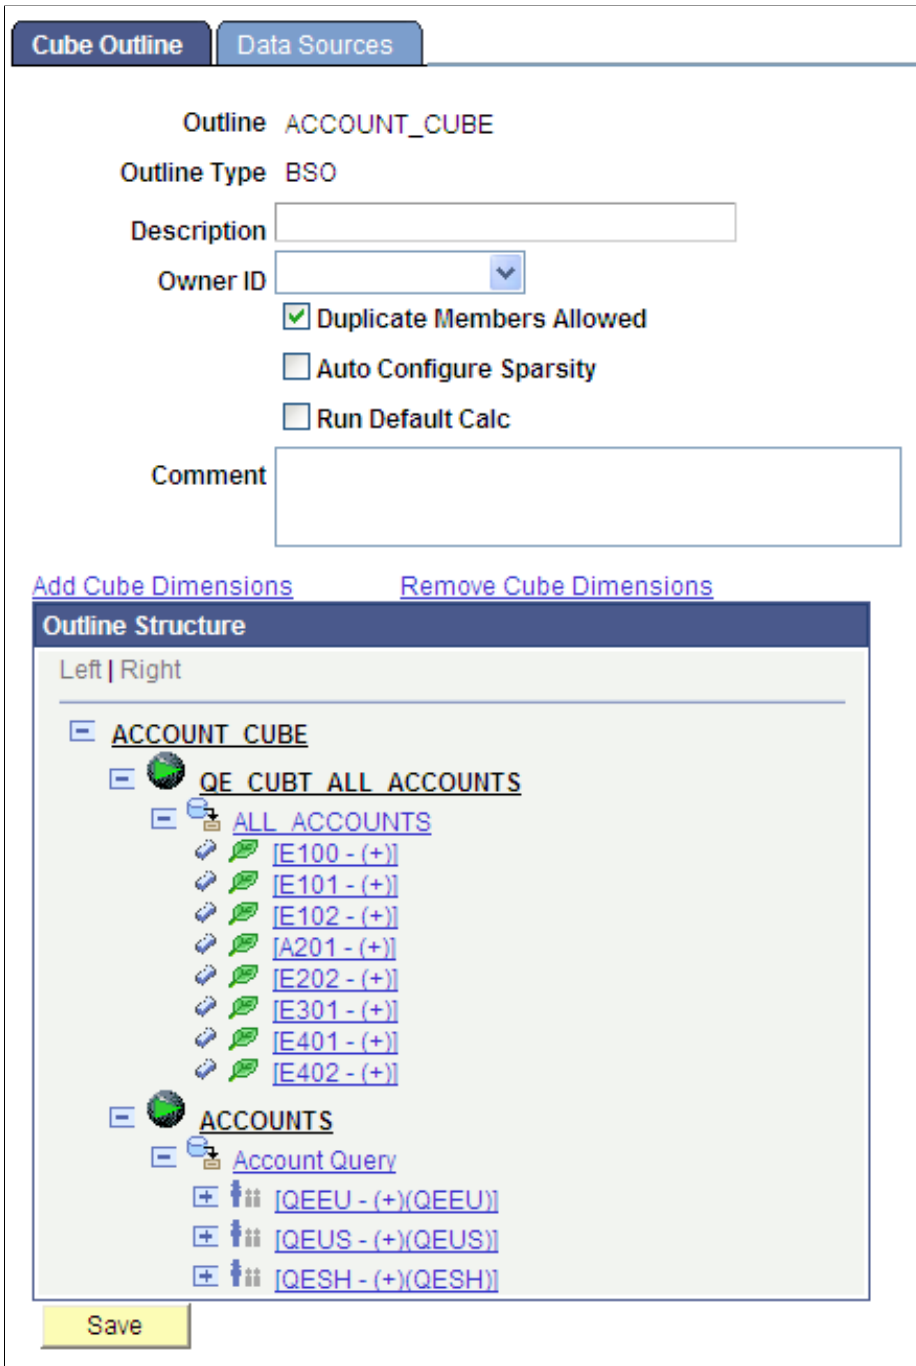 Cube Outline Data Sources
Outline ACCOUNT_CUBE
Outline Type BSO
Description
Owner ID
Duplicate Members Allowed
Auto Configure Sparsity
Run Default Calc
Comment
Add Cube Dimensions Remove Cube Dimensions
Outline Structure
Left | Right
ACCOUNT_CUBE
QE_CUBT_ALL_ACCOUNTS
ALL_ACCOUNTS
[E100 - (+)]
[E101 - (+)]
[E102 - (+)]
[A201 - (+)]
[E202 - (+)]
[E301 - (+)]
[E401 - (+)]
[E402 - (+)]
ACCOUNTS
Account Query
[QEEU - (+)(QEEU)]
[QEUS - (+)(QEUS)]
[QESH - (+)(QESH)]
Save